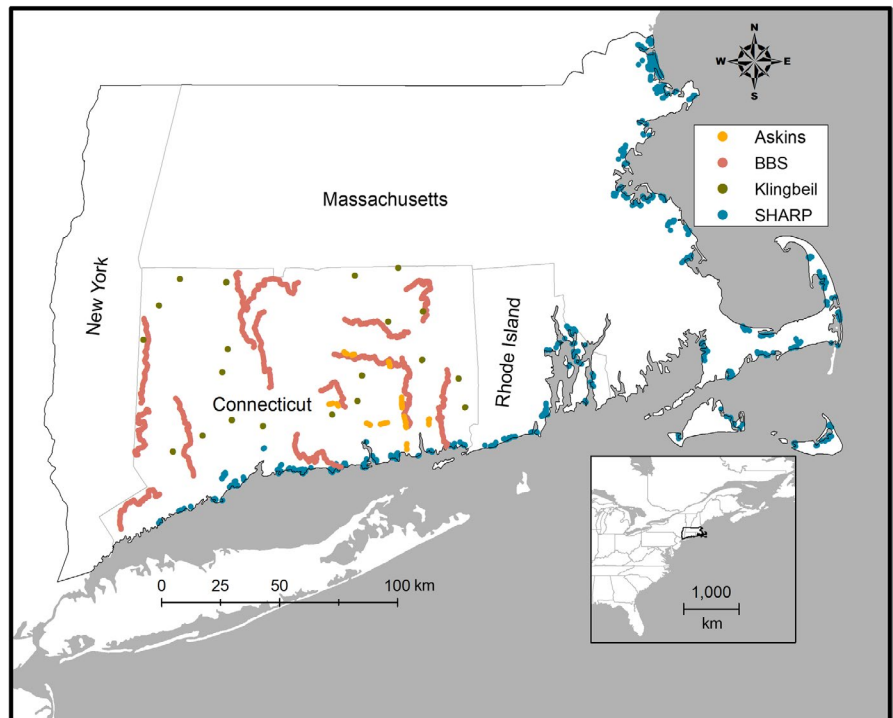 N
W E
S
Askins
BBS
Klingbeil
SHARP
Massachusetts
New York
Rhode Island
Connecticut
0 25 50 100 km
1,000
km